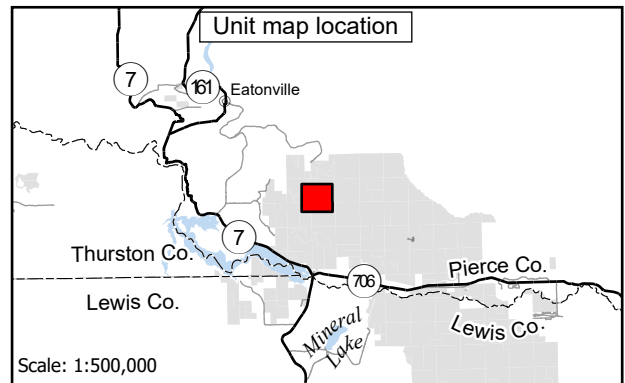 Unit map location
7
161
Eatonville
7
Thurston Co.
Pierce Co.
Lewis Co.
706
Lewis Co.
Mineral
Lake
Scale: 1:500,000